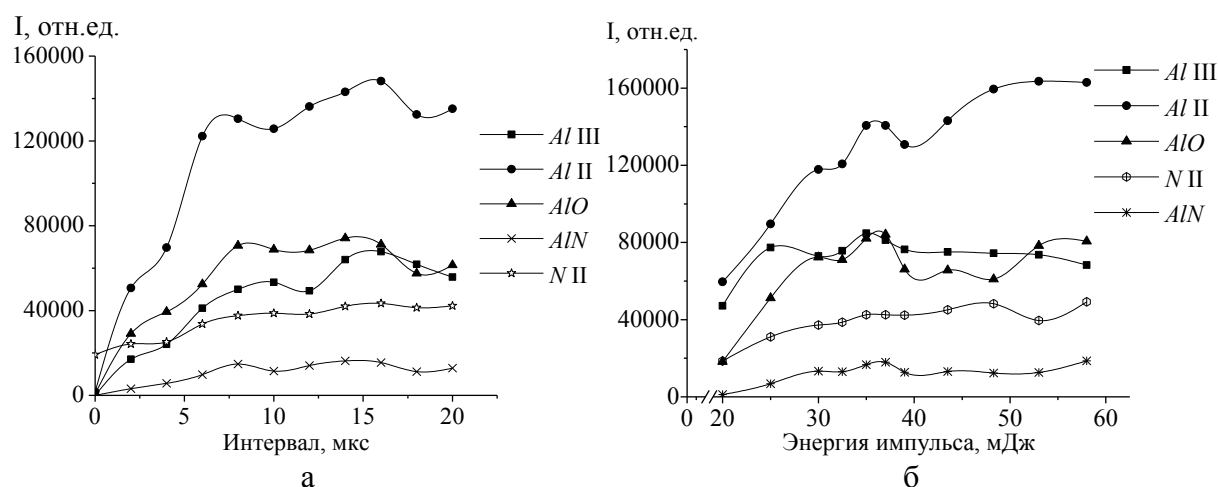 I, отн.ед.
160000
120000
80000
40000
0
0 5 10 15 20
Интервал, мкс
Al III
Al II
AlO
AlN
N II
а
I, отн.ед.
160000
120000
80000
40000
0
0 20 30 40 50 60
Энергия импульса, мДж
Al III
Al II
AlO
N II
AlN
б